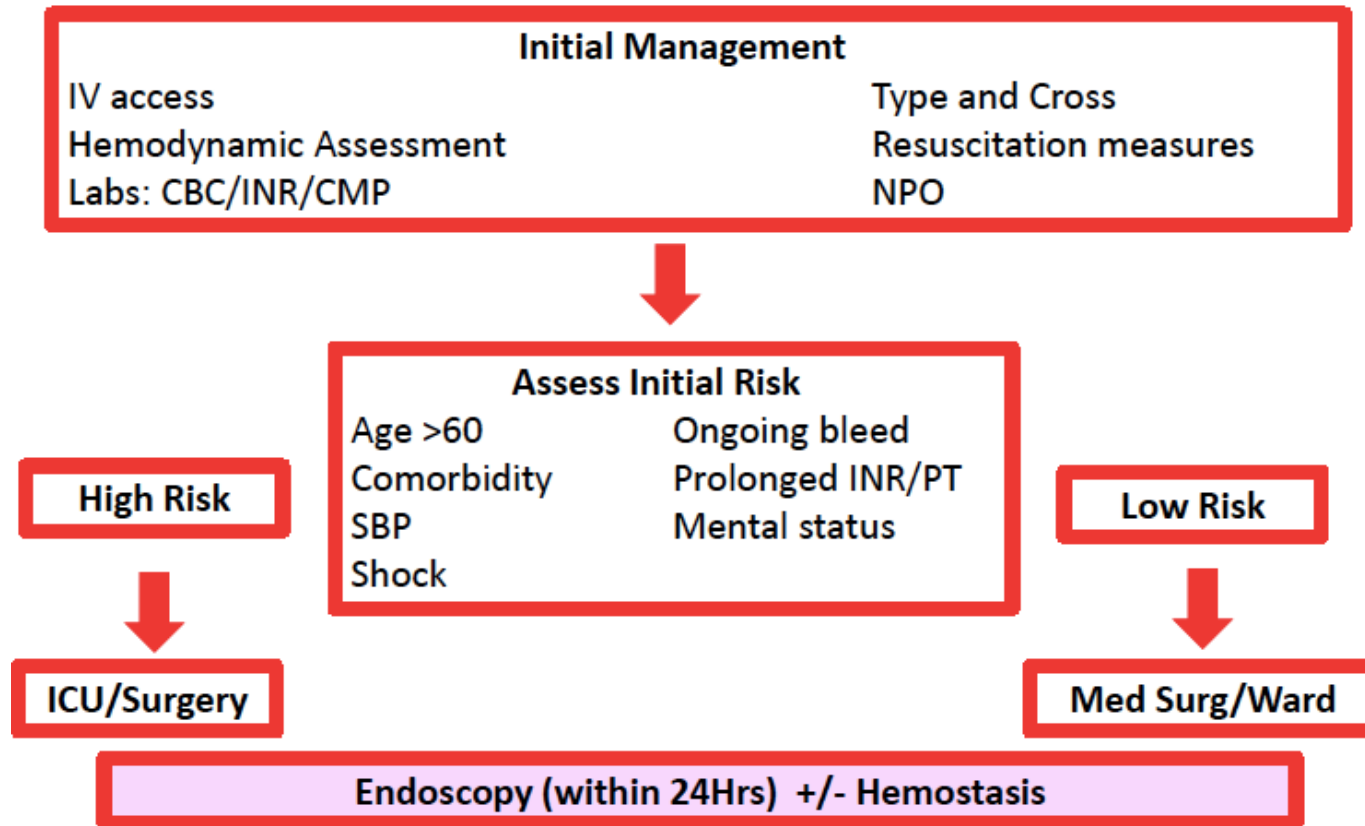 Initial Management
IV access
Hemodynamic Assessment
Labs: CBC/INR/CMP
Type and Cross
Resuscitation measures
NPO
Assess Initial Risk
Age >60
Comorbidity
SBP
Shock
Ongoing bleed
Prolonged INR/PT
Mental status
High Risk
Low Risk
ICU/Surgery
Med Surg/Ward
Endoscopy (within 24Hrs) +/- Hemostasis